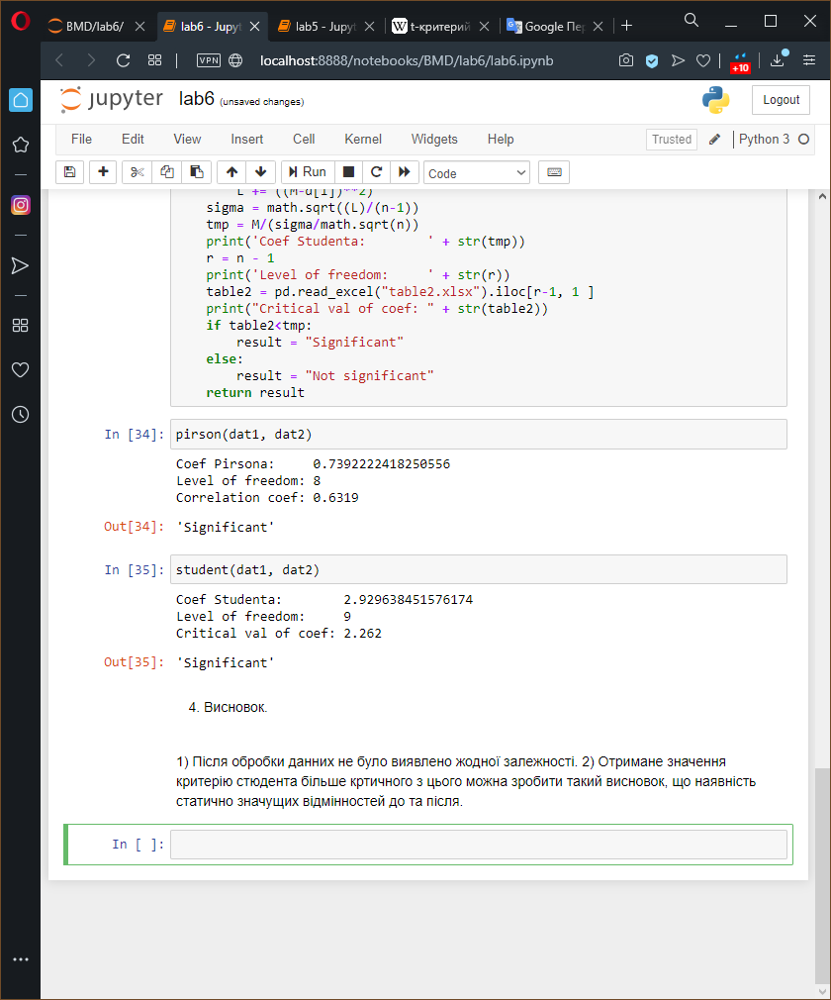 BMD/lab6/
lab6 - Jupyt
lab5 - Jupyt
t-критерий
Google Пер
VPN
localhost:8888/notebooks/BMD/lab6/lab6.ipynb
+10
jupyter lab6 (unsaved changes)
Logout
File Edit View Insert Cell Kernel Widgets Help
Trusted
Python 3
Run
Code
L += ((M-d[i])**2)
sigma = math.sqrt((L)/(n-1))
tmp = M/(sigma/math.sqrt(n))
print('Coef Studenta:        ' + str(tmp))
r = n - 1
print('Level of freedom:     ' + str(r))
table2 = pd.read_excel("table2.xlsx").iloc[r-1, 1 ]
print("Critical val of coef: " + str(table2))
if table2<tmp:
result = "Significant"
else:
result = "Not significant"
return result
In [34]: pirson(dat1, dat2)
Coef Pirsona:     0.7392222418250556
Level of freedom: 8
Correlation coef: 0.6319
Out[34]: 'Significant'
In [35]: student(dat1, dat2)
Coef Studenta:        2.929638451576174
Level of freedom:     9
Critical val of coef: 2.262
Out[35]: 'Significant'
4. Висновок.
1) Після обробки данних не було виявлено жодної залежності. 2) Отримане значення
критерію стюдента більше кртичного з цього можна зробити такий висновок, що наявність
статично значущих відмінностей до та після.
In [ ]: